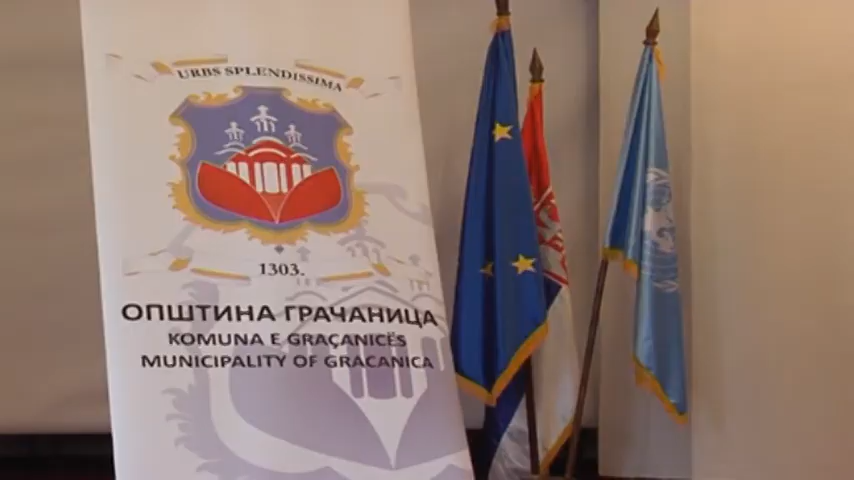 URBS SPLENDISSIMA
1303.
ОПШТИНА ГРАЧАНИЦА
KOMUNA E GRAÇANICËS
MUNICIPALITY OF GRACANICA